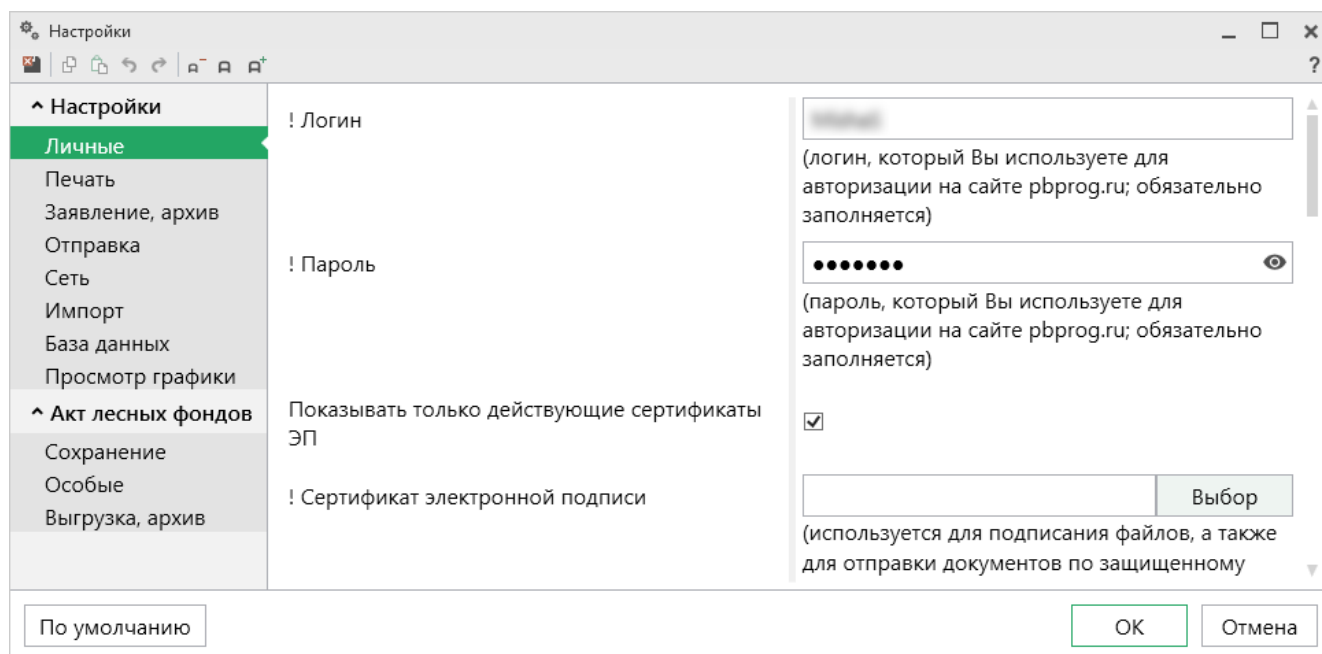 Настройки
?
Настройки
Личные
Печать
Заявление, архив
Отправка
Сеть
Импорт
База данных
Просмотр графики
Акт лесных фондов
Сохранение
Особые
Выгрузка, архив
! Логин
(логин, который Вы используете для
авторизации на сайте pbprog.ru; обязательно
заполняется)
! Пароль
(пароль, который Вы используете для
авторизации на сайте pbprog.ru; обязательно
заполняется)
Показывать только действующие сертификаты
ЭП
! Сертификат электронной подписи
Выбор
(используется для подписания файлов, а также
для отправки документов по защищенному
По умолчанию
ОК
Отмена